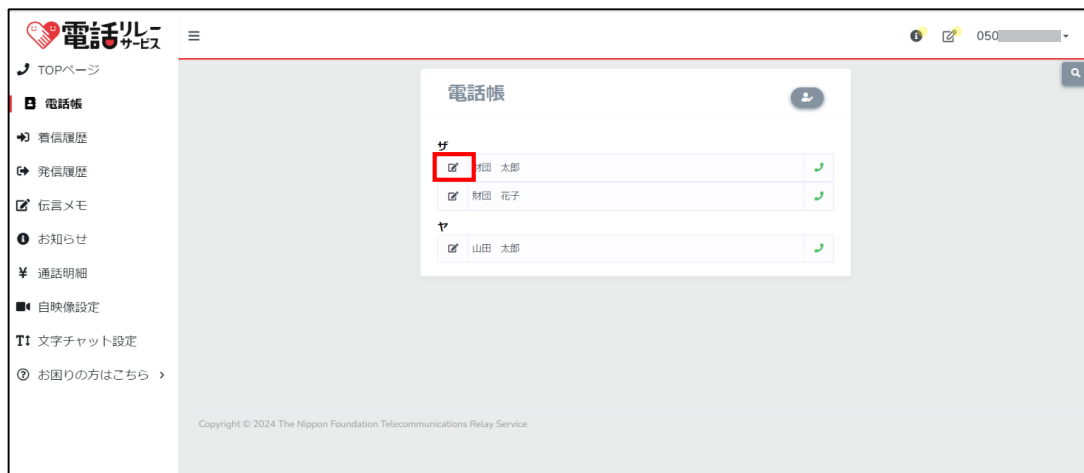 電話リレーサービス
050
TOPページ
電話帳
着信履歴
発信履歴
伝言メモ
お知らせ
¥ 通話明細
自映像設定
文字チャット設定
お困りの方はこちら
電話帳
ザ
財団 太郎
財団 花子
ヤ
山田 太郎
Copyright © 2024 The Nippon Foundation Telecommunications Relay Service